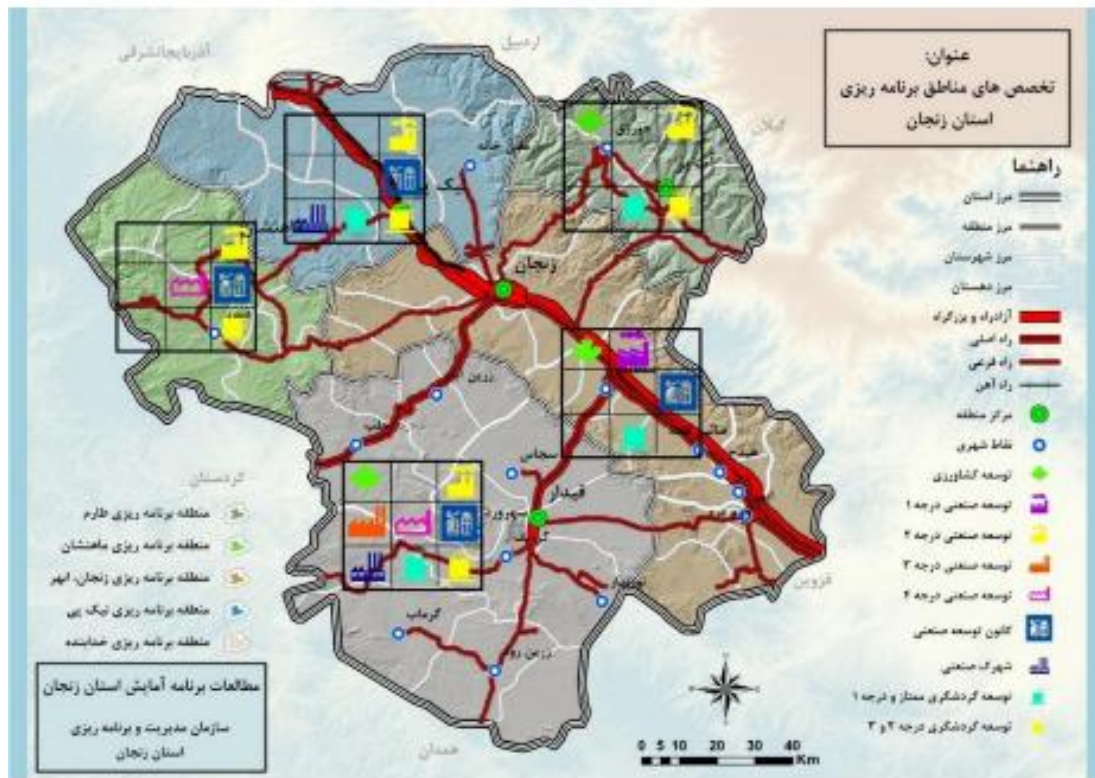 عنوان:
تخصص های مناطق برنامه ریزی
استان زنجان
راهنما
مرز استان
مرز منطقه
مرز شهرستان
مرز دهستان
آزادراه و بزرگراه
راه اصلی
راه فرعی
راه آهن
مرکز منطقه
نقاط شهری
توسعه کشاورزی
توسعه صنعتی درجه ۱
توسعه صنعتی درجه ۲
توسعه صنعتی درجه ۳
توسعه صنعتی درجه ۴
کانون توسعه صنعتی
شهرک صنعتی
توسعه گردشگری ممتاز و درجه ۱
توسعه گردشگری درجه ۲ و ۳
آذربایجانشرقی
اردبیل
گیلان
قزوین
همدان
کردستان
زنجان
سجاس
قیدار
گرماب
زرین رود
منطقه برنامه ریزی طارم
منطقه برنامه ریزی ماهنشان
منطقه برنامه ریزی زنجان، ابهر
منطقه برنامه ریزی نیک پی
منطقه برنامه ریزی خدابنده
مطالعات برنامه آمایش استان زنجان
سازمان مدیریت و برنامه ریزی
استان زنجان
0 5 10 20 30 40
Km